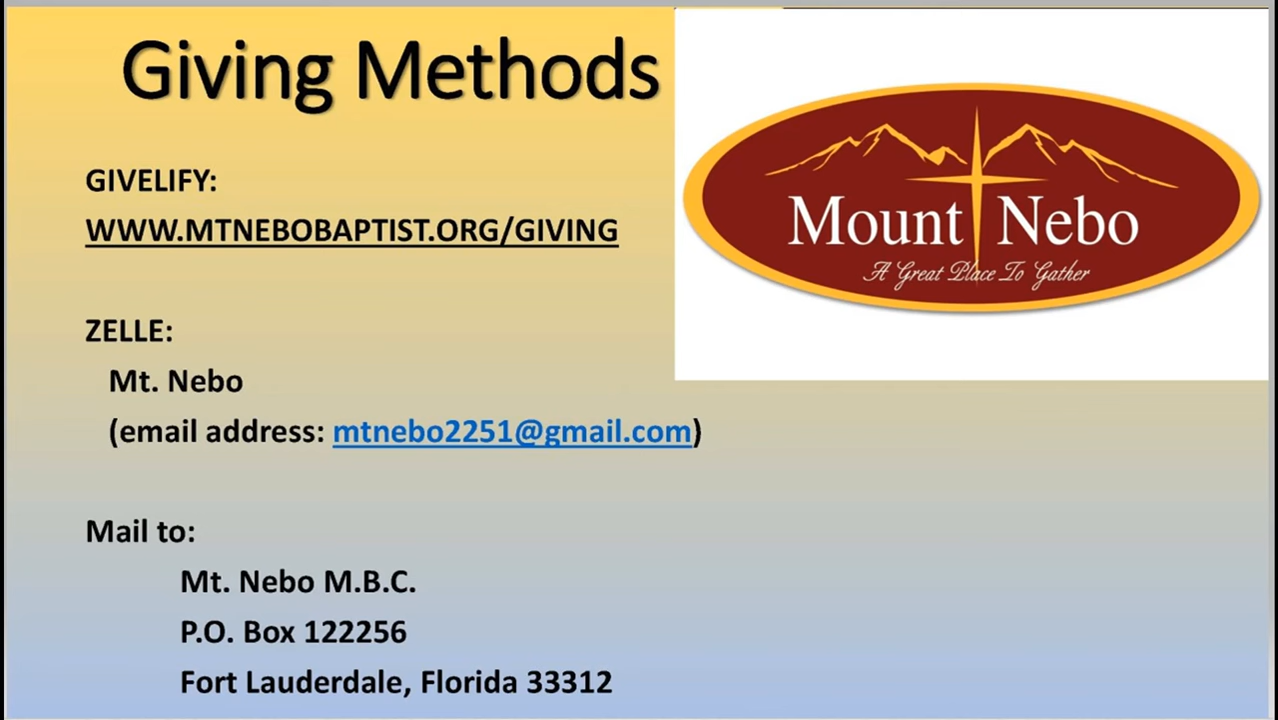 Giving Methods
Mount Nebo
A Great Place To Gather
GIVELIFY:
WWW.MTNEBOBAPTIST.ORG/GIVING
ZELLE:
Mt. Nebo
(email address: mtnebo2251@gmail.com)
Mail to:
Mt. Nebo M.B.C.
P.O. Box 122256
Fort Lauderdale, Florida 33312